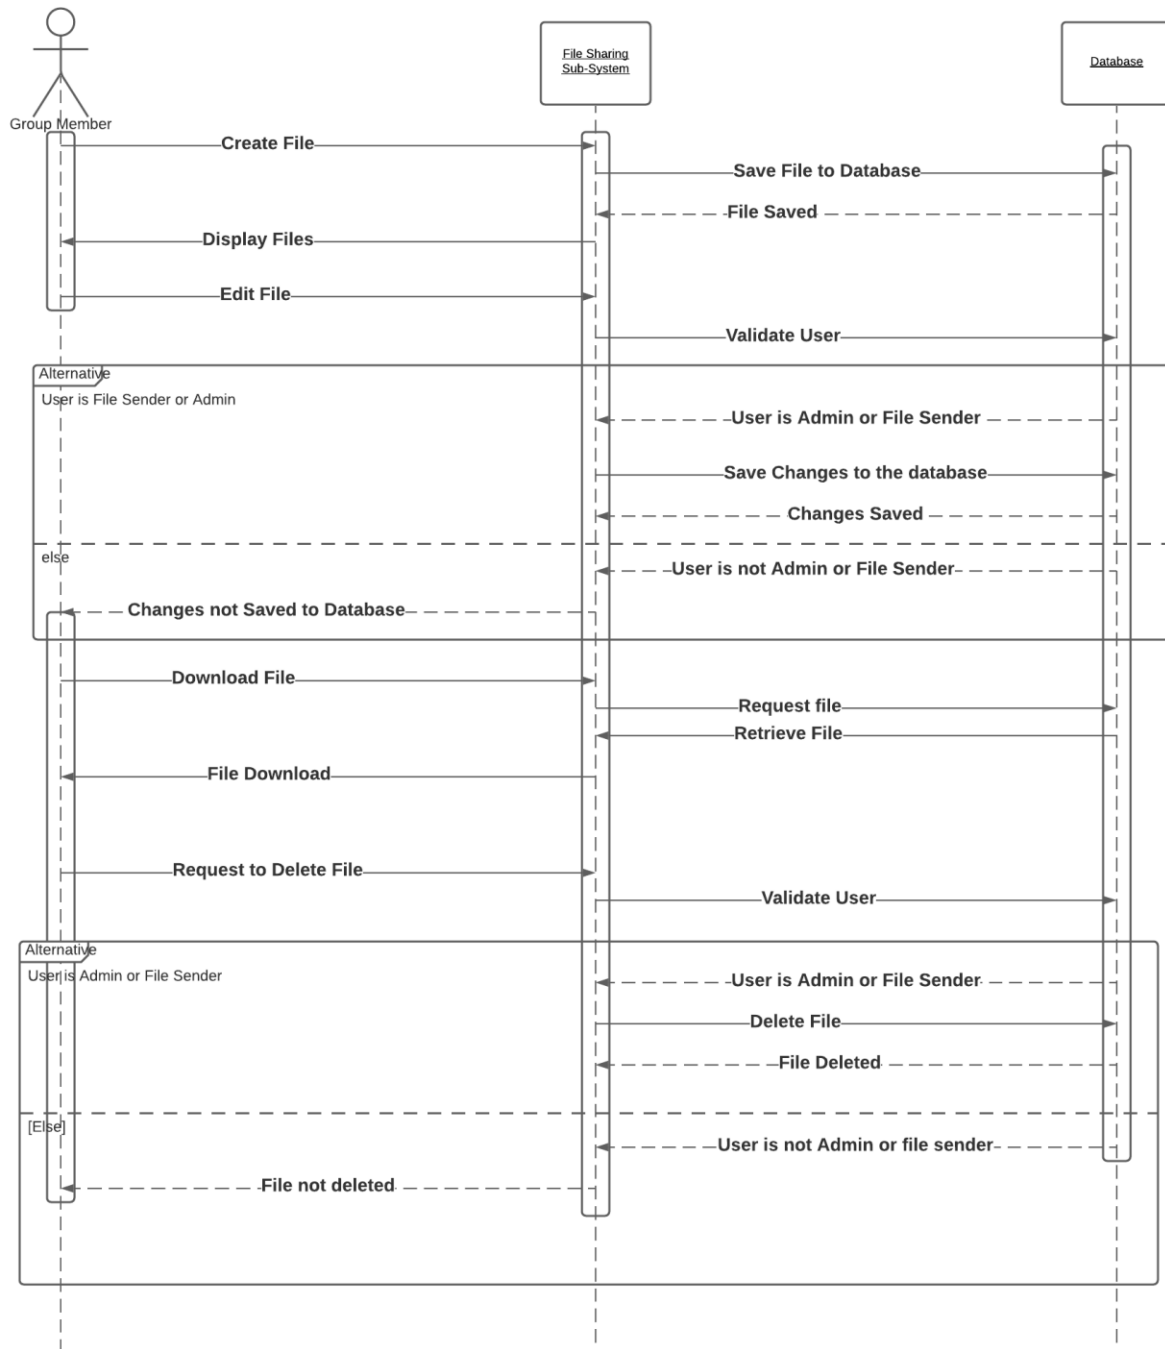 File Sharing
Sub-System
Database
Group Member
Create File
Save File to Database
File Saved
Display Files
Edit File
Validate User
Alternative
User is File Sender or Admin
User is Admin or File Sender
Save Changes to the database
Changes Saved
else
User is not Admin or File Sender
Changes not Saved to Database
Download File
Request file
Retrieve File
File Download
Request to Delete File
Validate User
Alternative
User is Admin or File Sender
User is Admin or File Sender
Delete File
File Deleted
[Else]
User is not Admin or file sender
File not deleted